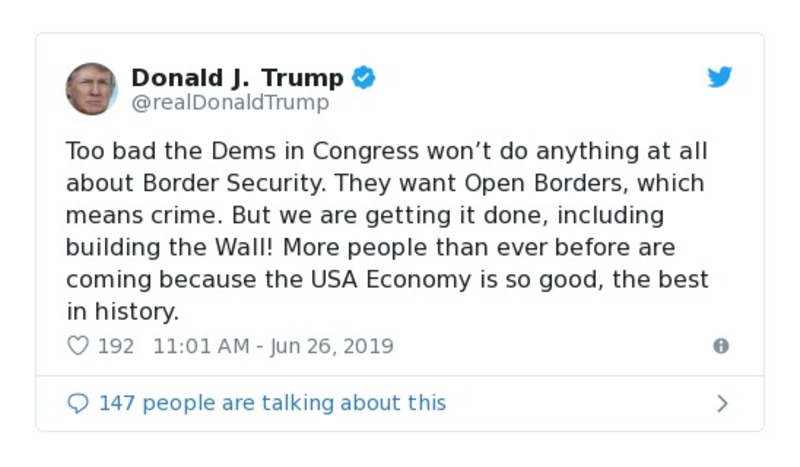 Donald J. Trump
@realDonaldTrump
Too bad the Dems in Congress won’t do anything at all
about Border Security. They want Open Borders, which
means crime. But we are getting it done, including
building the Wall! More people than ever before are
coming because the USA Economy is so good, the best
in history.
192 11:01 AM - Jun 26, 2019
147 people are talking about this